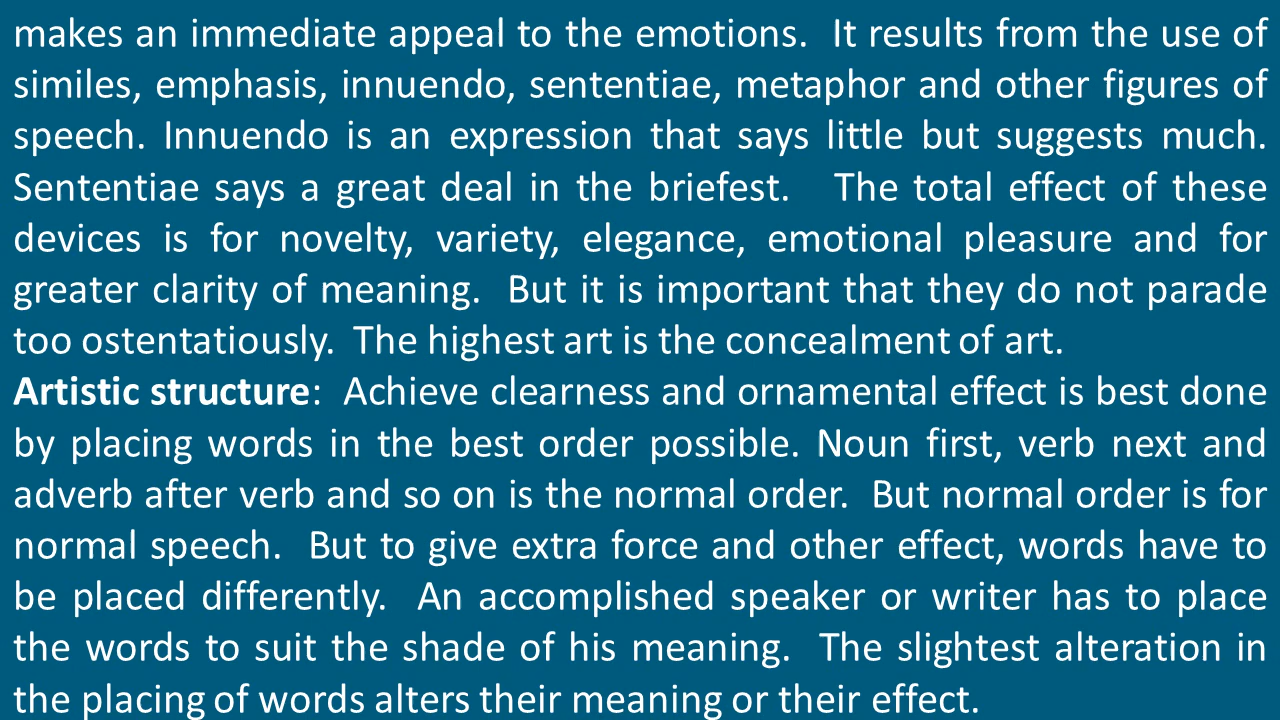 makes an immediate appeal to the emotions.  It results from the use of
similes, emphasis, innuendo, sententiae, metaphor and other figures of
speech. Innuendo is an expression that says little but suggests much.
Sententiae says a great deal in the briefest.   The total effect of these
devices is for novelty, variety, elegance, emotional pleasure and for
greater clarity of meaning.  But it is important that they do not parade
too ostentatiously.  The highest art is the concealment of art.
Artistic structure:  Achieve clearness and ornamental effect is best done
by placing words in the best order possible. Noun first, verb next and
adverb after verb and so on is the normal order.  But normal order is for
normal speech.  But to give extra force and other effect, words have to
be placed differently.  An accomplished speaker or writer has to place
the words to suit the shade of his meaning.  The slightest alteration in
the placing of words alters their meaning or their effect.